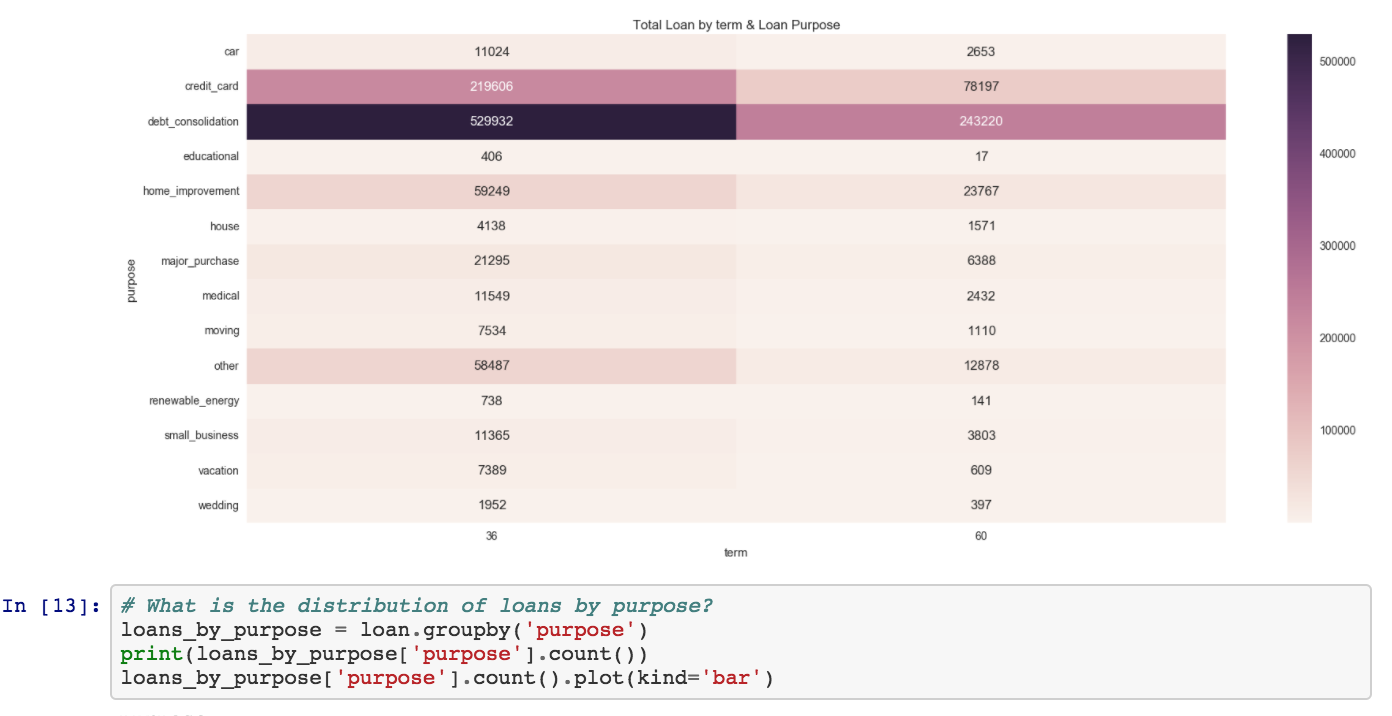 Total Loan by term & Loan Purpose
car 11024 2653
500000
credit_card 219606 78197
debt_consolidation 529932 243220
400000
educational 406 17
home_improvement 59249 23767
300000
house 4138 1571
major_purchase 21295 6388
purpose
medical 11549 2432
200000
moving 7534 1110
other 58487 12878
renewable_energy 738 141
100000
small_business 11365 3803
vacation 7389 609
wedding 1952 397
36 60
term
In [13]: # What is the distribution of loans by purpose?
loans_by_purpose = loan.groupby('purpose')
print(loans_by_purpose['purpose'].count())
loans_by_purpose['purpose'].count().plot(kind='bar')